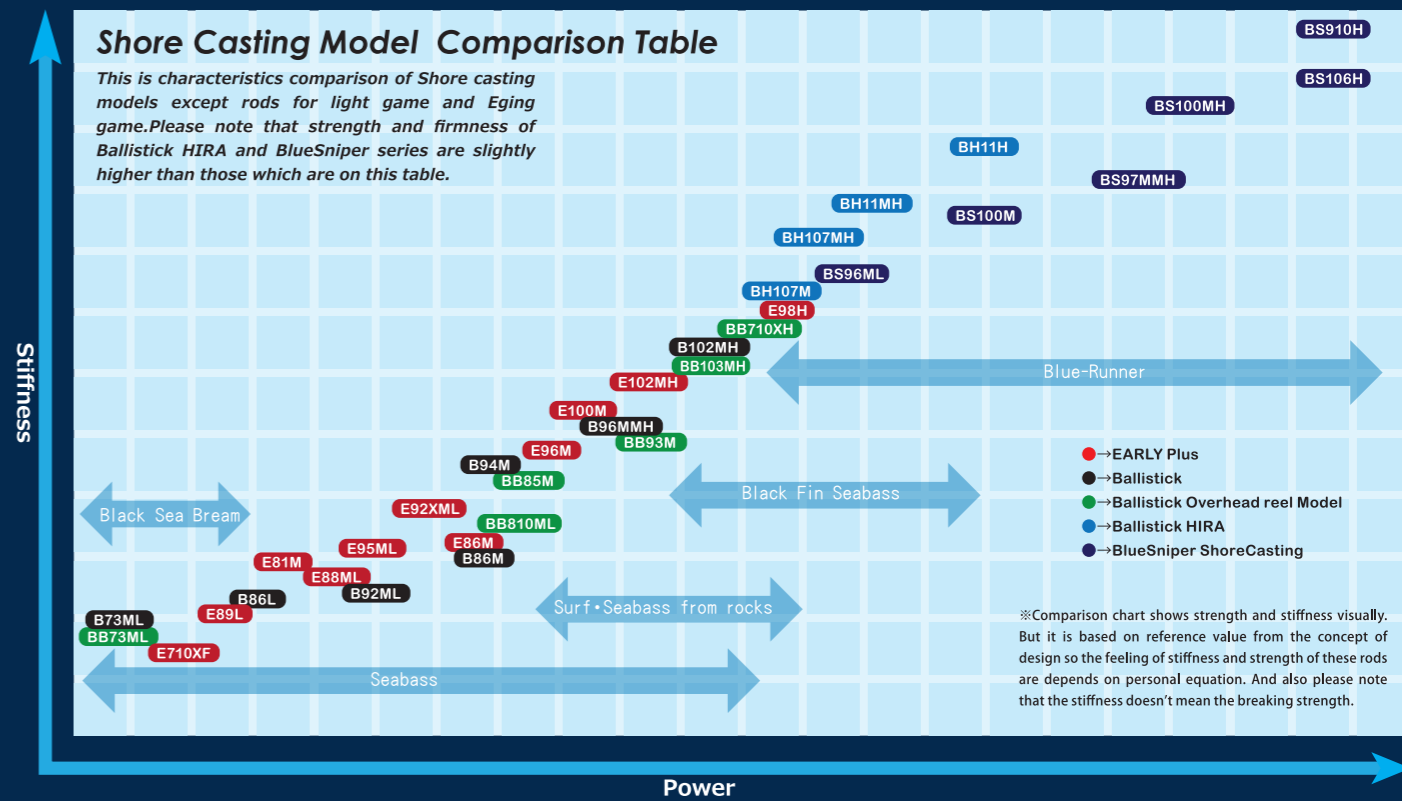 Shore Casting Model Comparison Table
This is characteristics comparison of Shore casting
models except rods for light game and Eging
game.Please note that strength and firmness of
Ballistick HIRA and BlueSniper series are slightly
higher than those which are on this table.
BS910H
BS106H
BS100MH
BH11H
BS97MMH
BH11MH
BS100M
BH107MH
BS96ML
BH107M
E98H
BB710XH
B102MH
BB103MH
Blue-Runner
E102MH
E100M
B96MMH
BB93M
E96M
B94M
BB85M
Black Fin Seabass
Black Sea Bream
E92XML
BB810ML
E86M
B86M
E95ML
E81M
E88ML
B92ML
B86L
E89L
Surf•Seabass from rocks
B73ML
BB73ML
E710XF
Seabass
→EARLY Plus
→Ballistick
→Ballistick Overhead reel Model
→Ballistick HIRA
→BlueSniper ShoreCasting
※Comparison chart shows strength and stiffness visually.
But it is based on reference value from the concept of
design so the feeling of stiffness and strength of these rods
are depends on personal equation. And also please note
that the stiffness doesn't mean the breaking strength.
Stiffness
Power